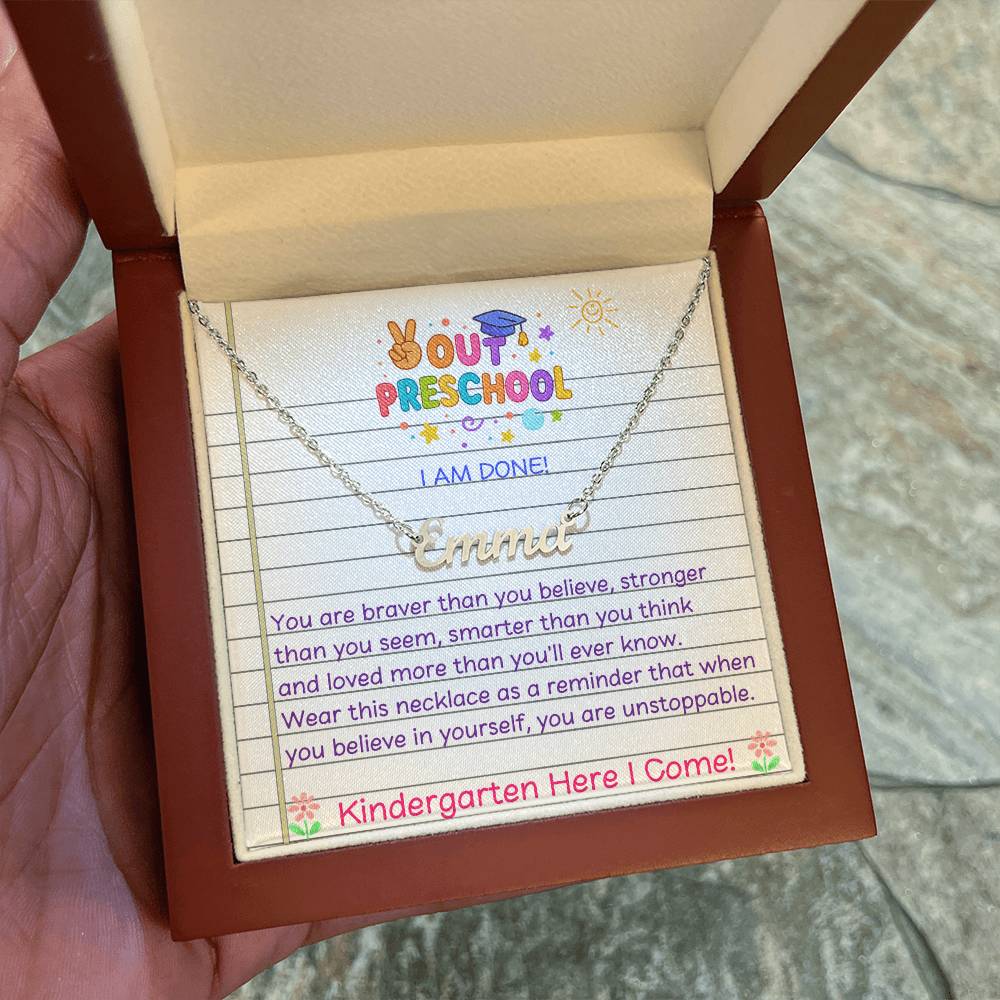 OUT
PRESCHOOL
I AM DONE!
Emma
You are braver than you believe, stronger
than you seem, smarter than you think
and loved more than you'll ever know.
Wear this necklace as a reminder that when
you believe in yourself, you are unstoppable.
Kindergarten Here I Come!